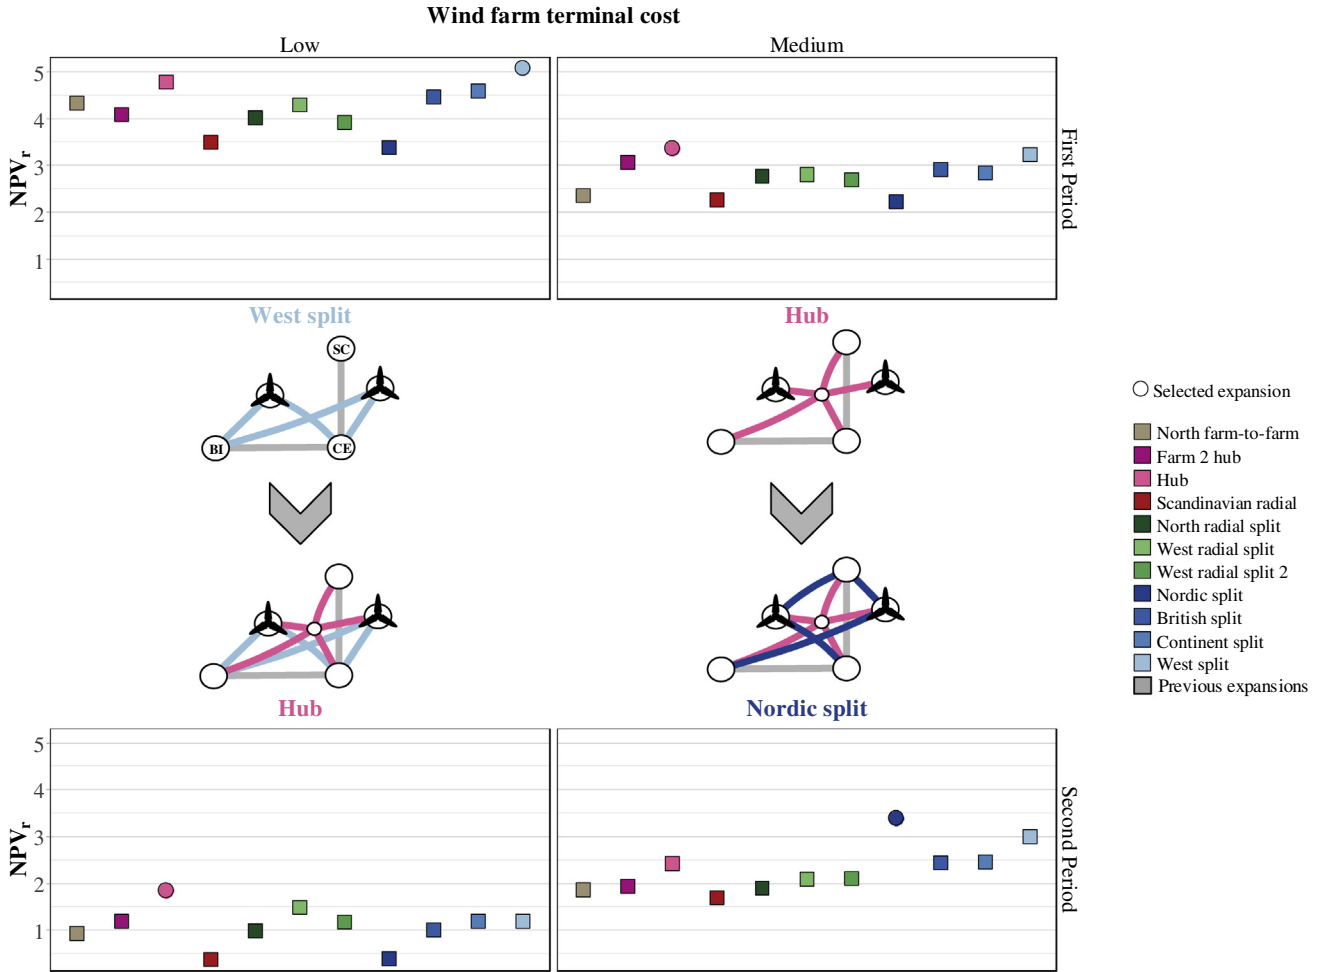 Wind farm terminal cost
Low
Medium
NPVr
5
4
3
2
1
First Period
West split
Hub
SC
BI
CE
Selected expansion
North farm-to-farm
Farm 2 hub
Hub
Scandinavian radial
North radial split
West radial split
West radial split 2
Nordic split
British split
Continent split
West split
Previous expansions
Hub
Nordic split
NPVr
5
4
3
2
1
Second Period